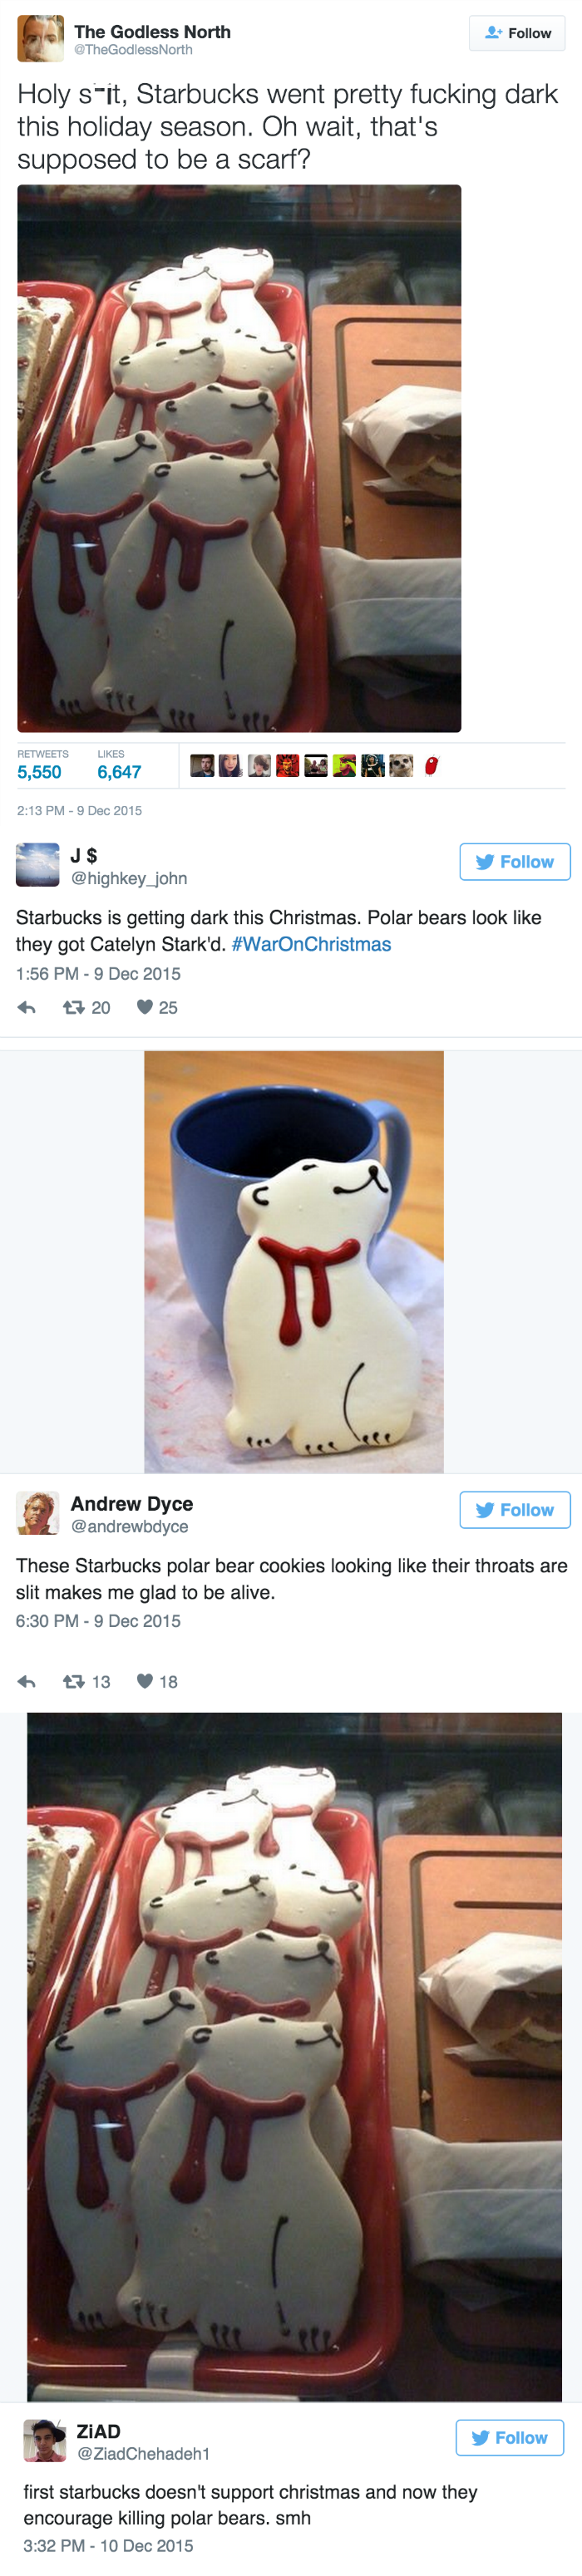 The Godless North
@TheGodlessNorth
Follow
Holy s-it, Starbucks went pretty fucking dark
this holiday season. Oh wait, that's
supposed to be a scarf?
RETWEETS LIKES
5,550 6,647
2:13 PM - 9 Dec 2015
J $
@highkey_john
Follow
Starbucks is getting dark this Christmas. Polar bears look like
they got Catelyn Stark'd. #WarOnChristmas
1:56 PM - 9 Dec 2015
20 25
Andrew Dyce
@andrewbdyce
Follow
These Starbucks polar bear cookies looking like their throats are
slit makes me glad to be alive.
6:30 PM - 9 Dec 2015
13 18
ZiAD
@ZiadChehadeh1
Follow
first starbucks doesn't support christmas and now they
encourage killing polar bears. smh
3:32 PM - 10 Dec 2015